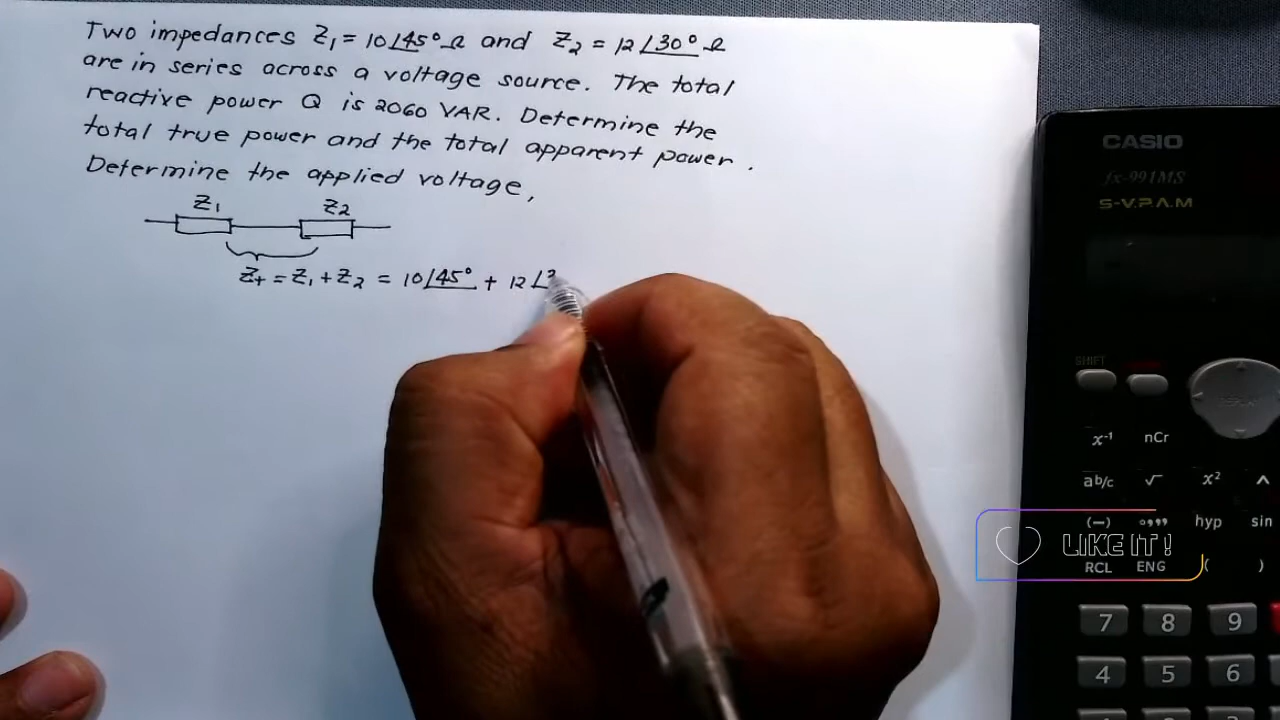 Two impedances Z₁ = 10∠45° Ω and Z₂ = 12∠30° Ω
are in series across a voltage source. The total
reactive power Q is 2060 VAR. Determine the
total true power and the total apparent power.
Determine the applied voltage,
Z₁ Z₂
Zt = Z₁ + Z₂ = 10∠45° + 12∠3
CASIO
fx-991MS
S-V.P.A.M
SHIFT
x⁻¹ nCr
ab/c √ x² ^
(−) °,,, hyp sin
LIKE IT!
RCL ENG ( )
7 8 9
4 5 6